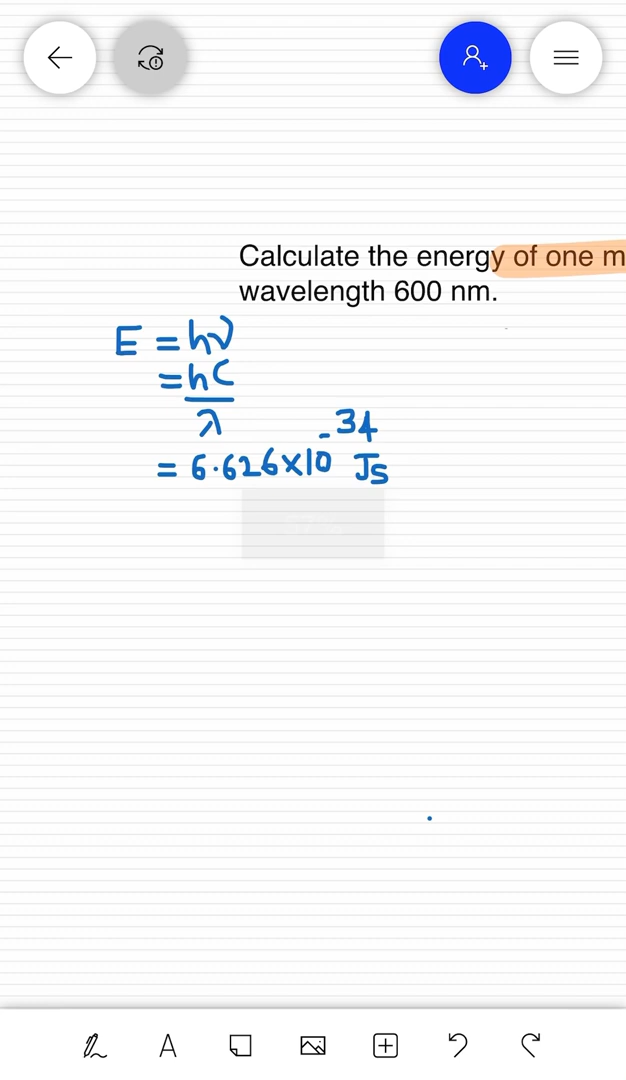 Calculate the energy of one m
wavelength 600 nm.
E = hν
= hc
λ
= 6.626×10⁻³⁴ Js
A